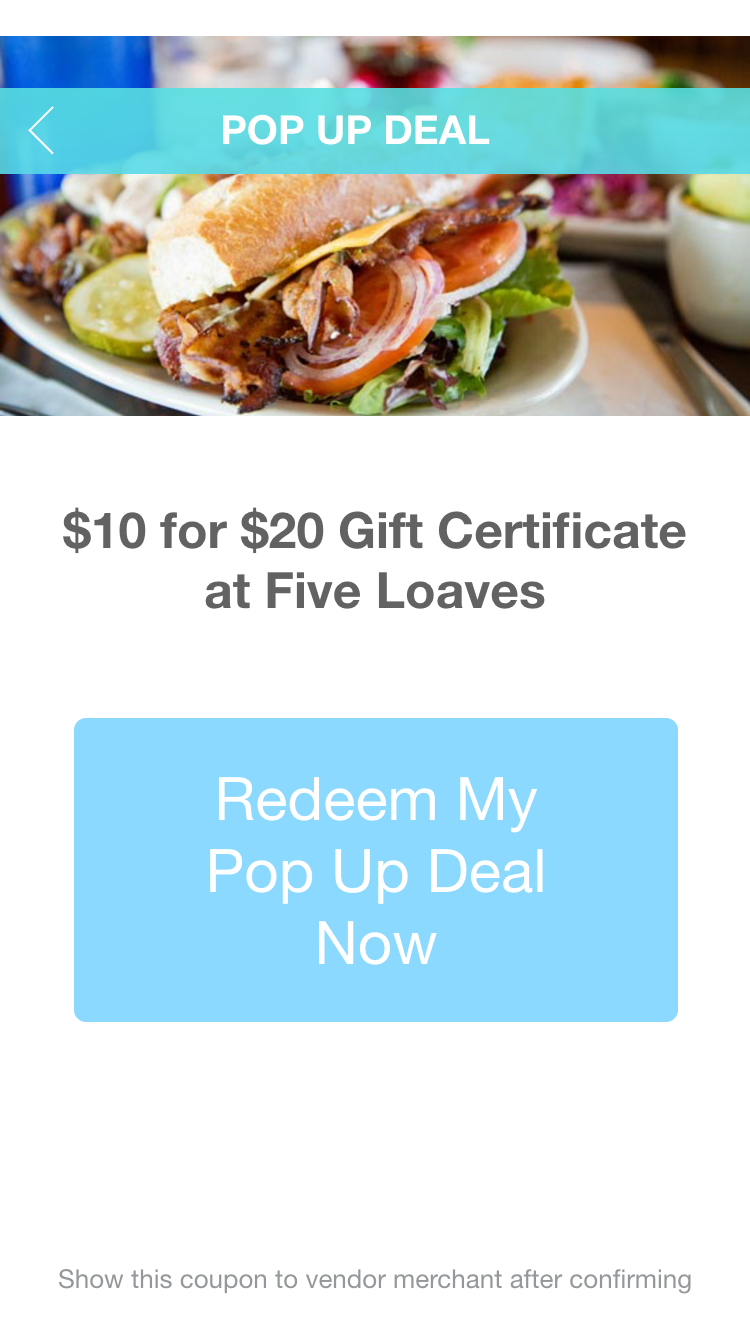 POP UP DEAL
$10 for $20 Gift Certificate
at Five Loaves
Redeem My
Pop Up Deal
Now
Show this coupon to vendor merchant after confirming